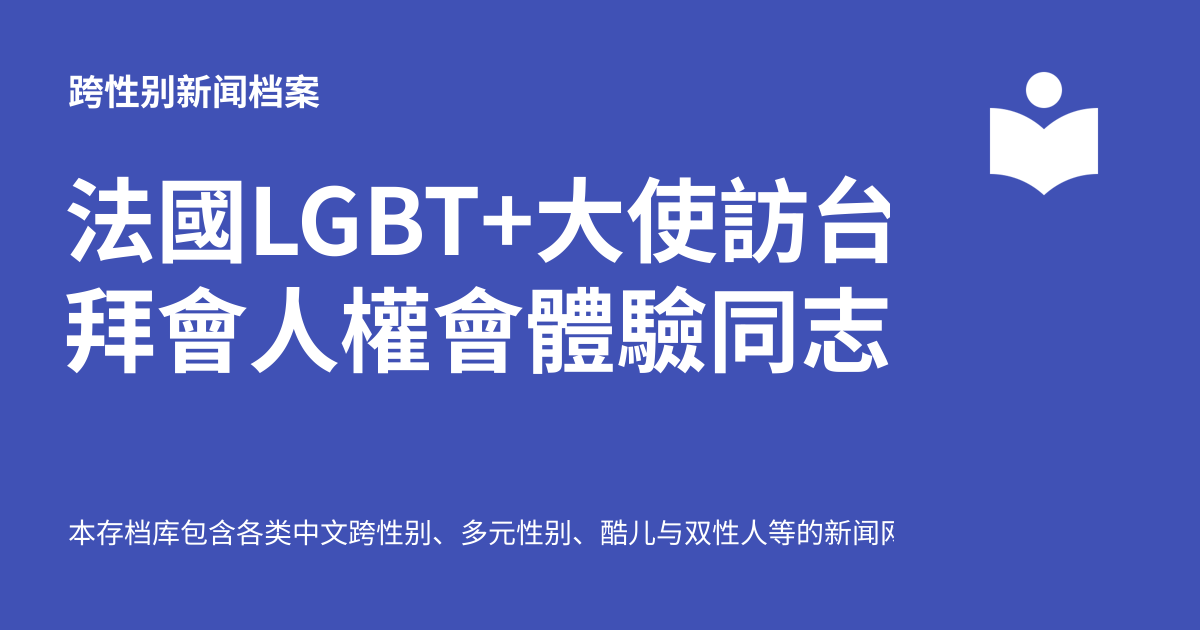 跨性别新闻档案
法國LGBT+大使訪台
拜會人權會體驗同志
本存档库包含各类中文跨性别、多元性别、酷儿与双性人等的新闻